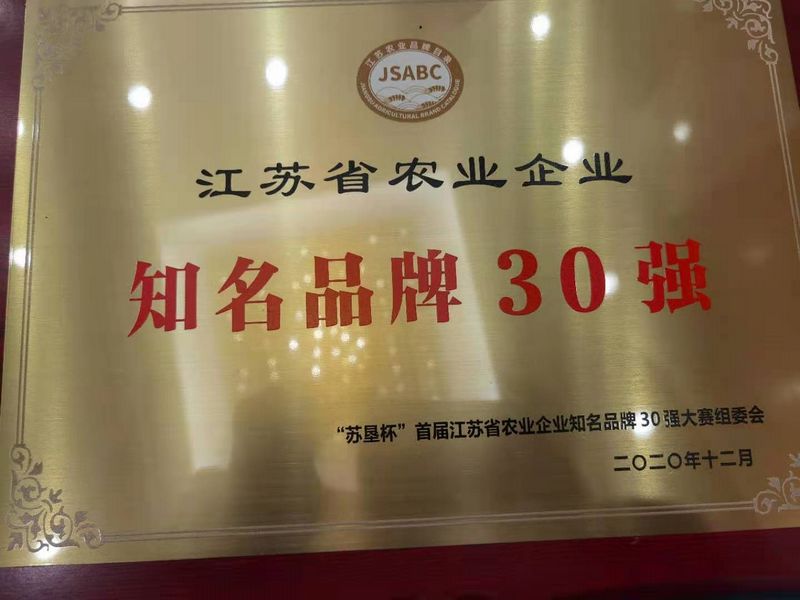 江苏农业品牌目录
JSABC
JIANGSU AGRICULTURAL BRAND CATALOGUE
江苏省农业企业
知名品牌30强
“苏垦杯”首届江苏省农业企业知名品牌30强大赛组委会
二〇二〇年十二月